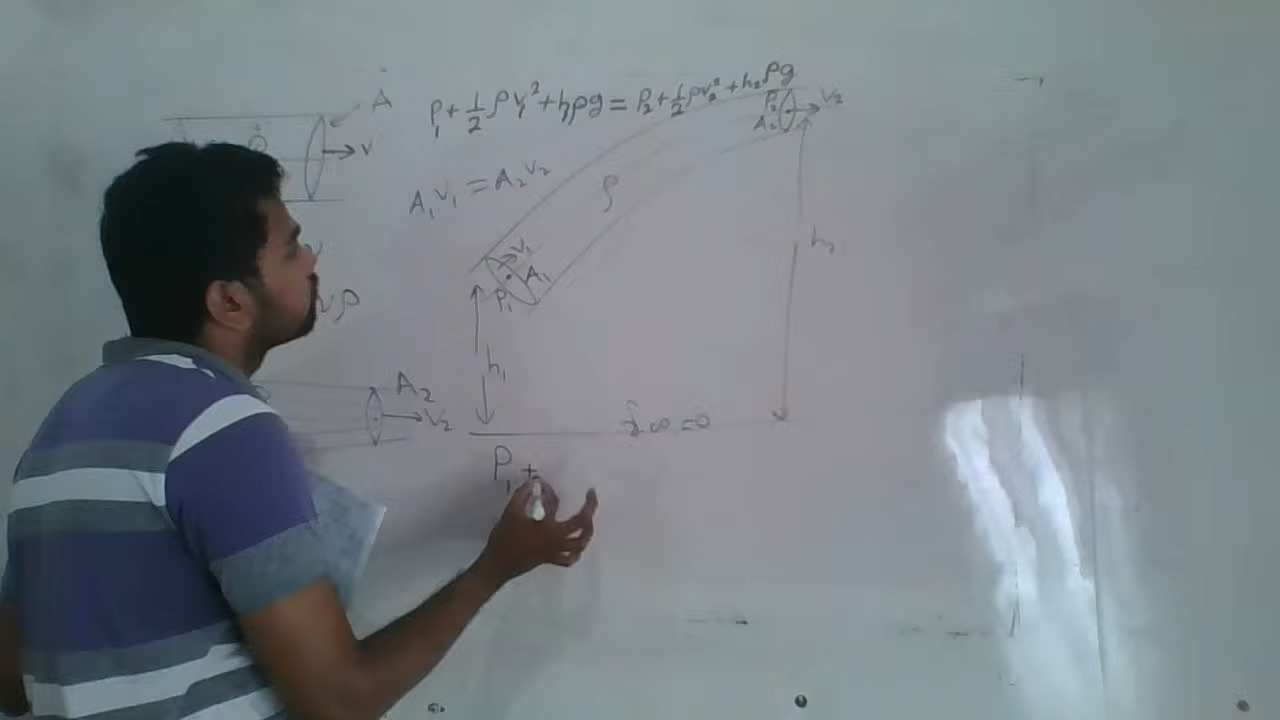 A
P₁+½ρv₁²+h₁ρg=P₂+½ρv₂²+h₂ρg
P₂
V₂
A₂
V
A₁V₁=A₂V₂
ρ
V₁
A₁
P₁
h₂
ρ
h₁
A₂
V₂
=0
P₁+